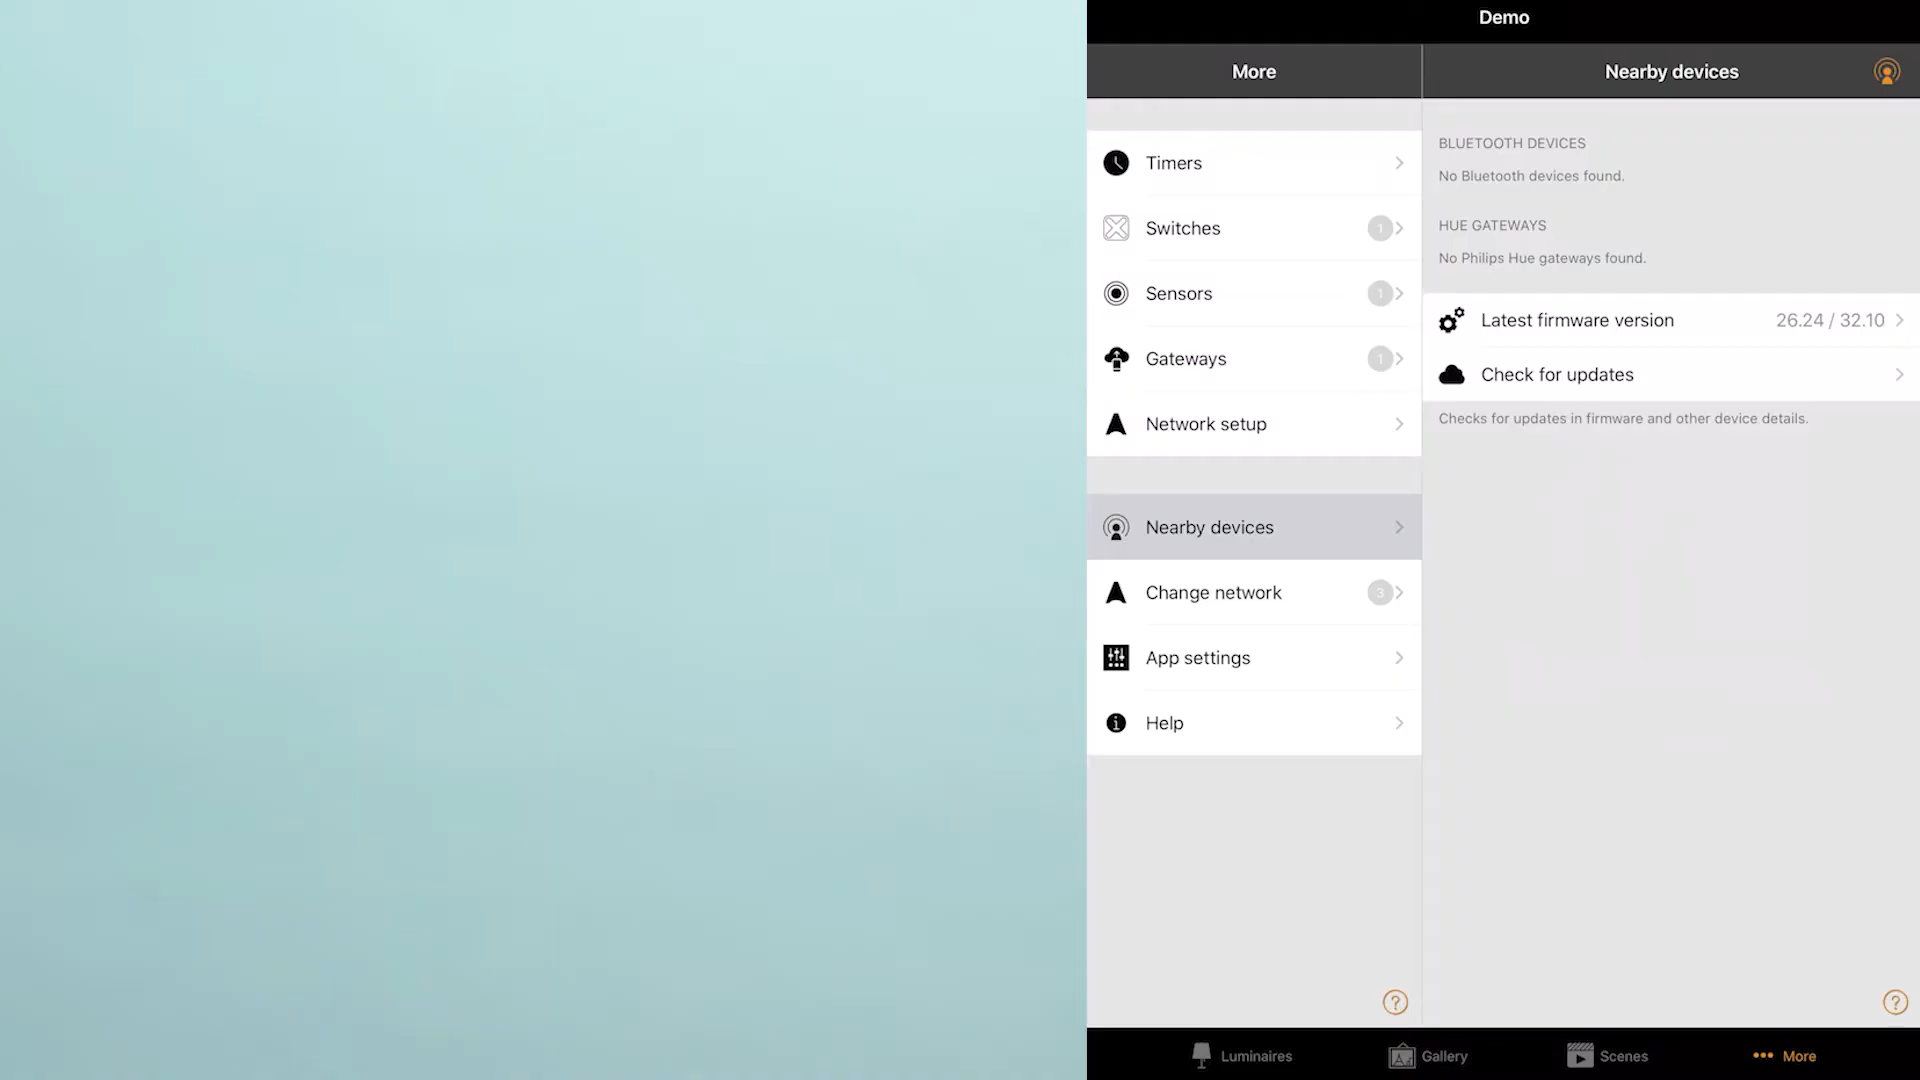 Demo
More
Timers
Switches 1
Sensors 1
Gateways 1
Network setup
Nearby devices
Change network 3
App settings
Help
Nearby devices
BLUETOOTH DEVICES
No Bluetooth devices found.
HUE GATEWAYS
No Philips Hue gateways found.
Latest firmware version 26.24 / 32.10
Check for updates
Checks for updates in firmware and other device details.
?
?
Luminaires
Gallery
Scenes
More